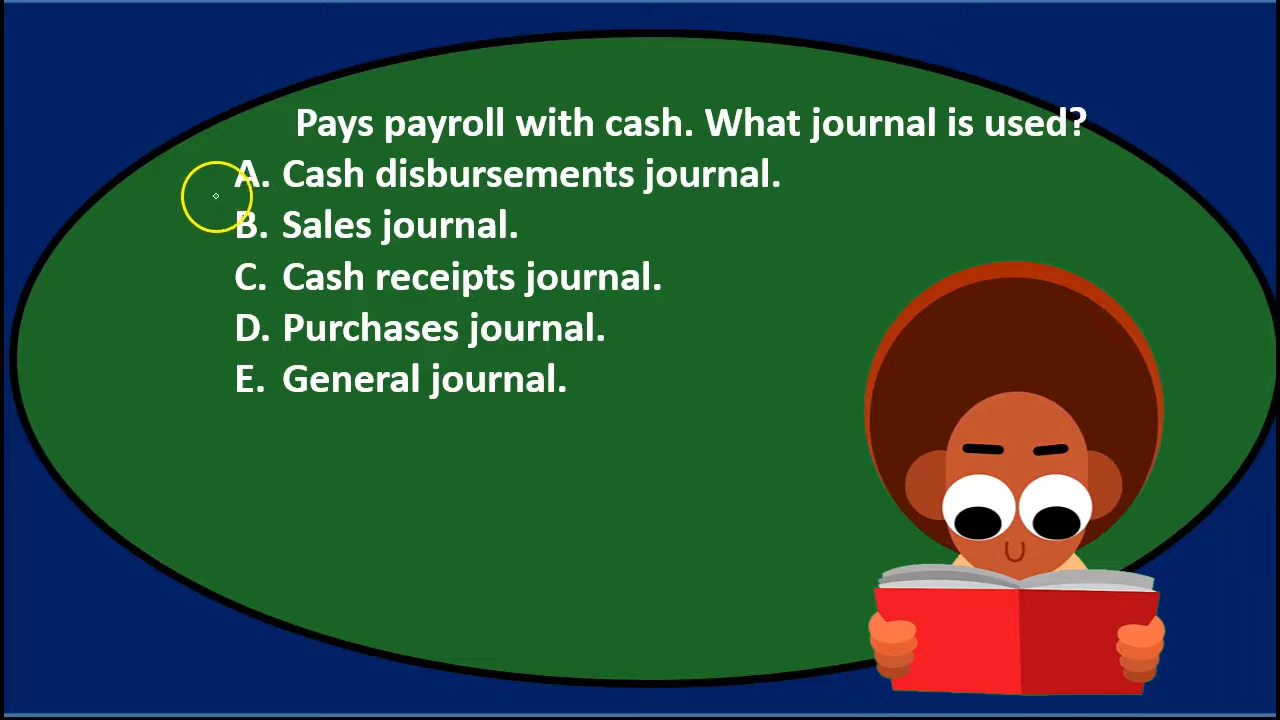 Pays payroll with cash. What journal is used?
A. Cash disbursements journal.
B. Sales journal.
C. Cash receipts journal.
D. Purchases journal.
E. General journal.